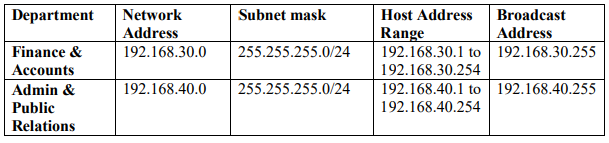 Department Network Address Subnet mask Host Address Range Broadcast Address
Finance & Accounts 192.168.30.0 255.255.255.0/24 192.168.30.1 to 192.168.30.254 192.168.30.255
Admin & Public Relations 192.168.40.0 255.255.255.0/24 192.168.40.1 to 192.168.40.254 192.168.40.255